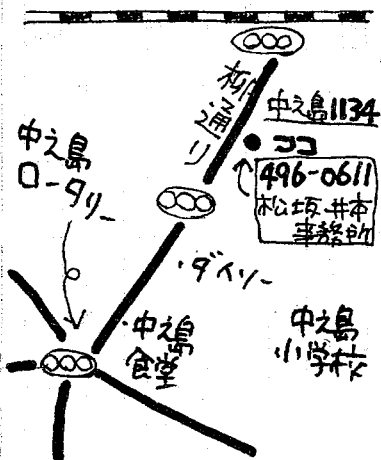 柳通り
中之島1134
ココ
496-0611
松坂・井本
事務所
中之島
ロータリー
・ダイソー
・中之島
食堂
中之島
小学校